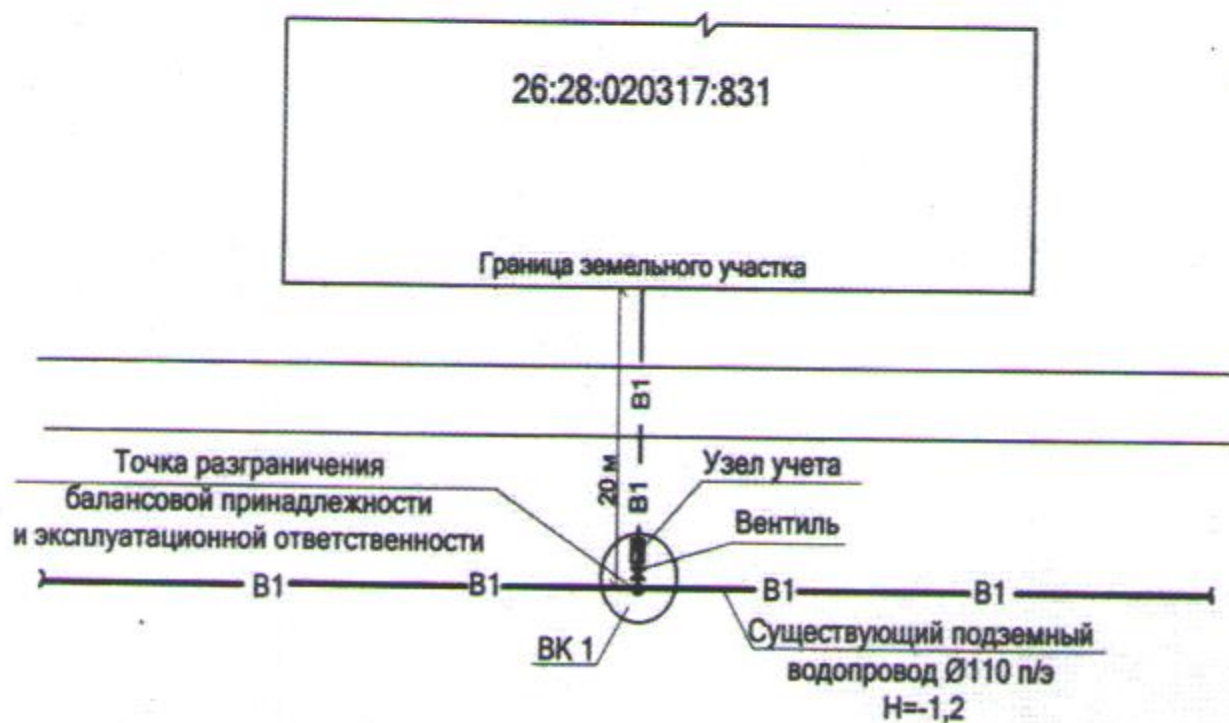 26:28:020317:831
Граница земельного участка
В1
20 м
В1
Точка разграничения
балансовой принадлежности
и эксплуатационной ответственности
Узел учета
Вентиль
В1
В1
В1
В1
ВК 1
Существующий подземный
водопровод Ø110 п/э
Н=-1,2